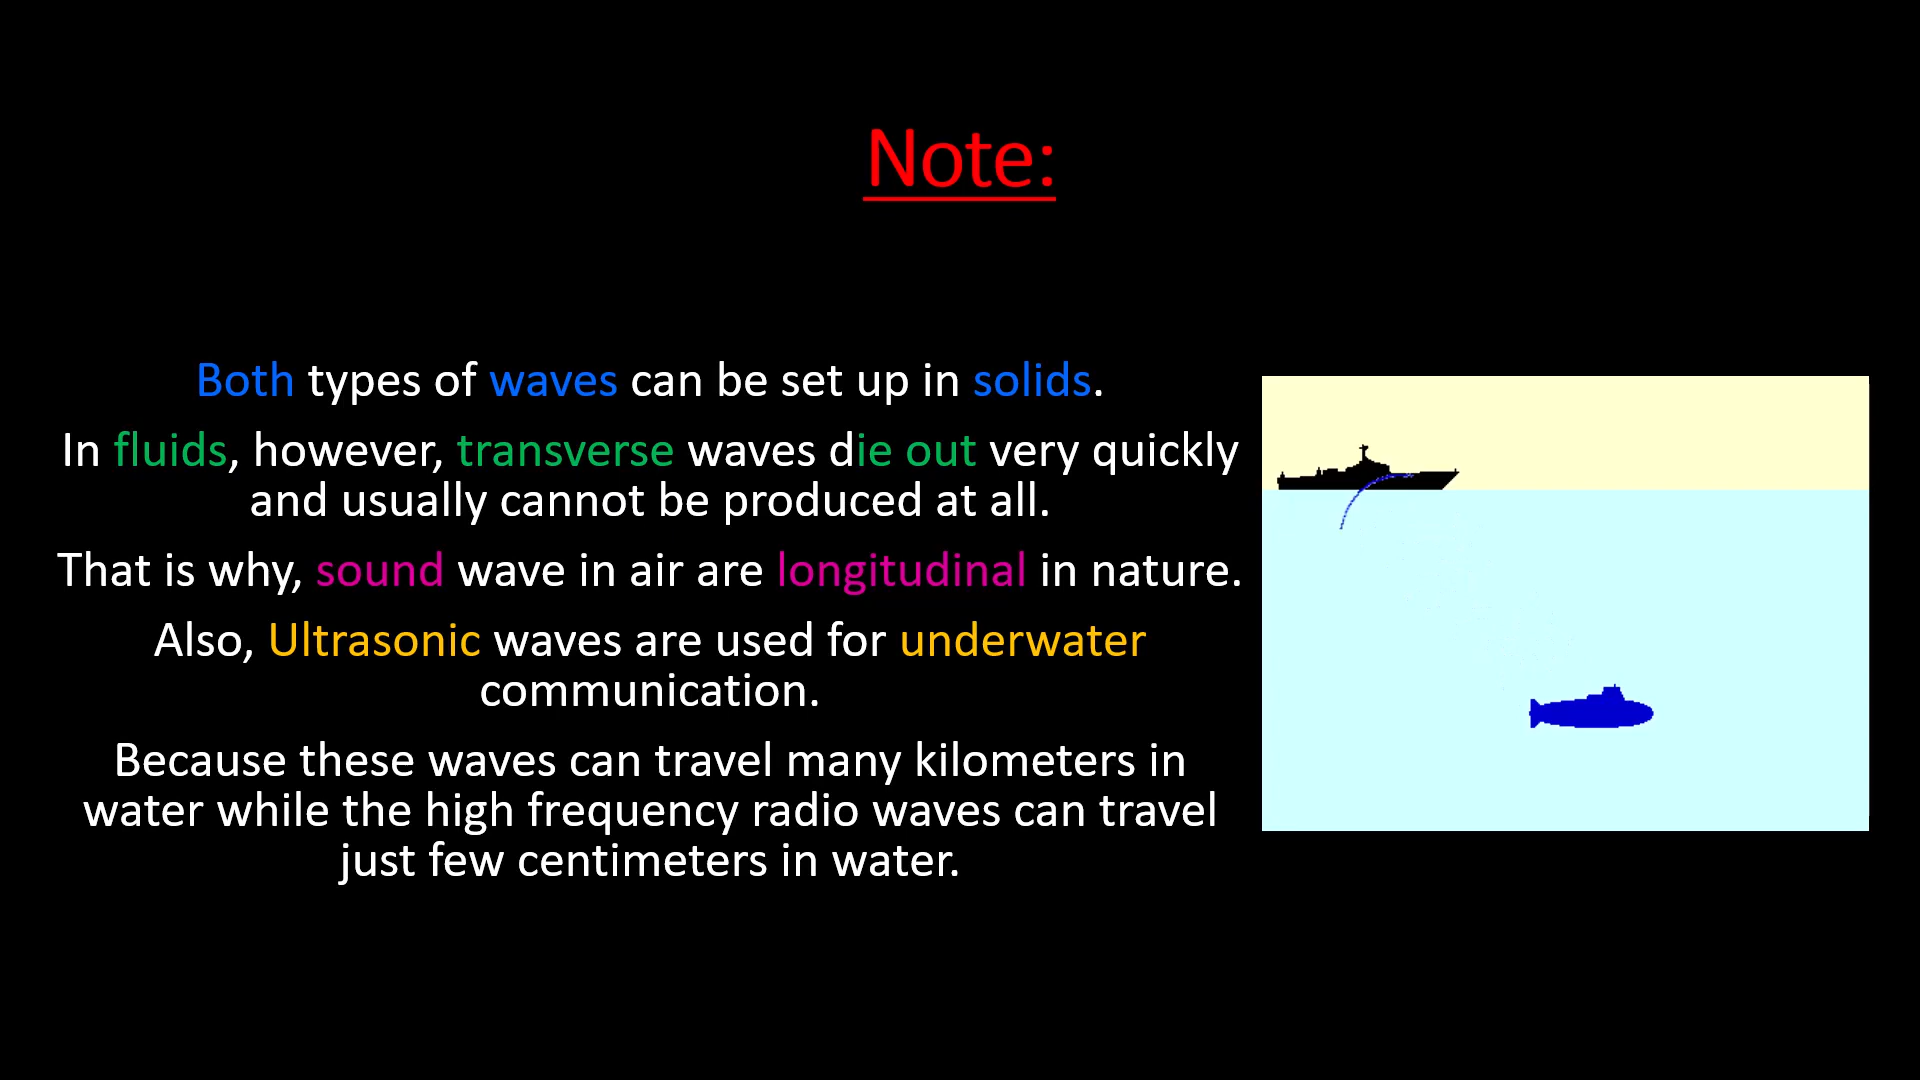 Note:
Both types of waves can be set up in solids.
In fluids, however, transverse waves die out very quickly
and usually cannot be produced at all.
That is why, sound wave in air are longitudinal in nature.
Also, Ultrasonic waves are used for underwater
communication.
Because these waves can travel many kilometers in
water while the high frequency radio waves can travel
just few centimeters in water.